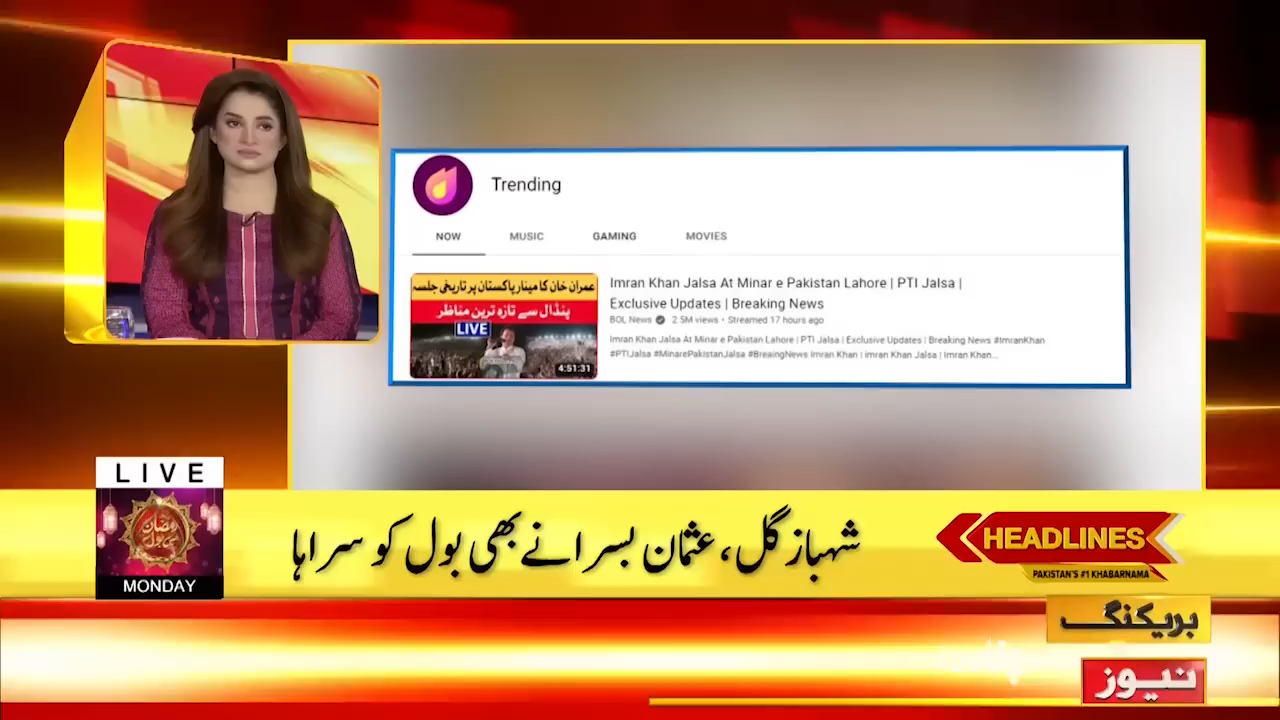 Trending
NOW MUSIC GAMING MOVIES
عمران خان کا مینار پاکستان پر تاریخی جلسہ
پنڈال سے تازہ ترین مناظر
LIVE
4:51:31
Imran Khan Jalsa At Minar e Pakistan Lahore | PTI Jalsa |
Exclusive Updates | Breaking News
BOL News 2.5M views • Streamed 17 hours ago
Imran Khan Jalsa At Minar e Pakistan Lahore | PTI Jalsa | Exclusive Updates | Breaking News #ImranKhan
#PTIJalsa #MinarePakistanJalsa #BreaingNews Imran Khan | imran Khan Jalsa | Imran Khan...
LIVE
رمضان
میں بول
MONDAY
شہباز گل، عثمان بسرا نے بھی بول کو سراہا
HEADLINES
PAKISTAN'S #1 KHABARNAMA
بریکنگ
نیوز